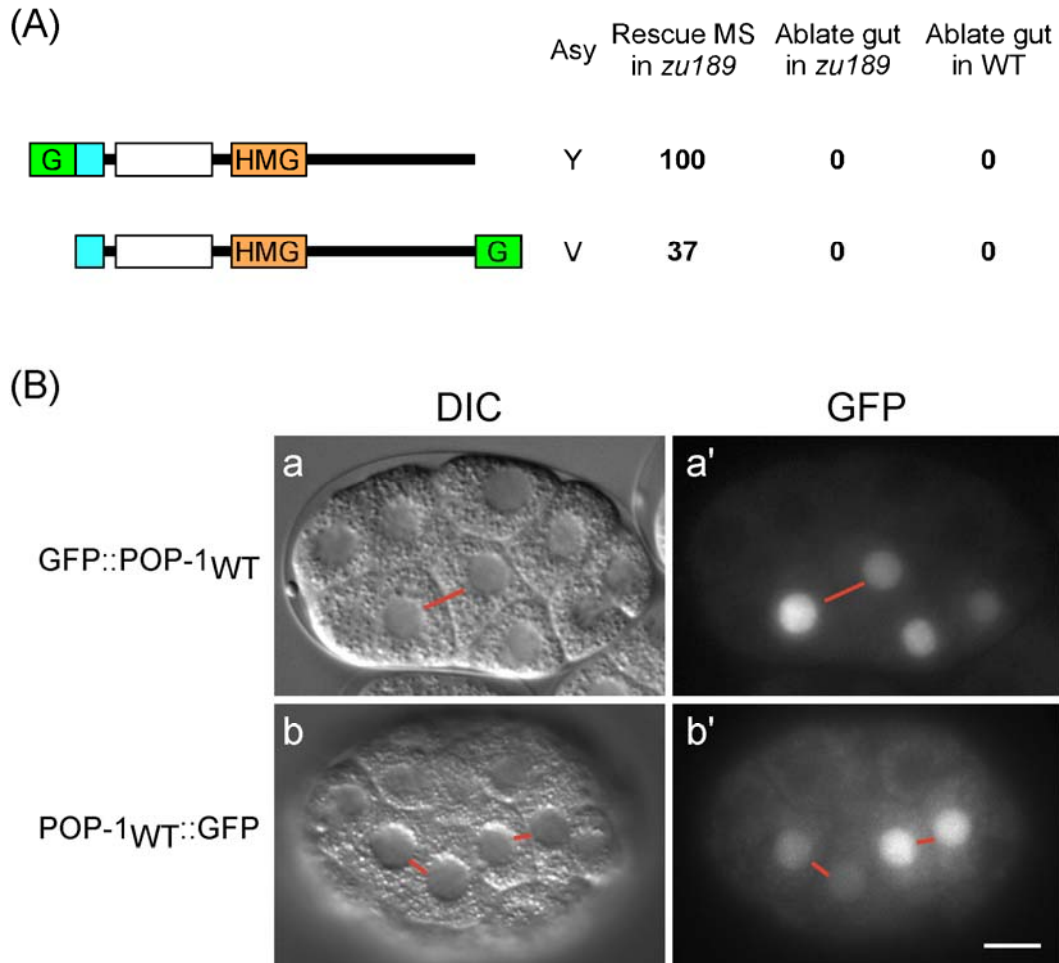 (A)
Asy Rescue MS in zu189 Ablate gut in zu189 Ablate gut in WT
G HMG Y 100 0 0
HMG G V 37 0 0
(B)
DIC GFP
GFP::POP-1WT a a'
POP-1WT::GFP b b'